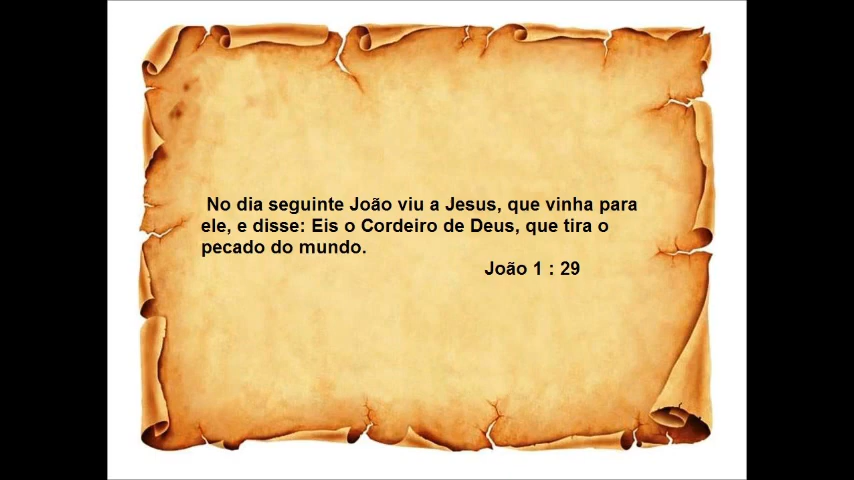 No dia seguinte João viu a Jesus, que vinha para
ele, e disse: Eis o Cordeiro de Deus, que tira o
pecado do mundo.
João 1 : 29